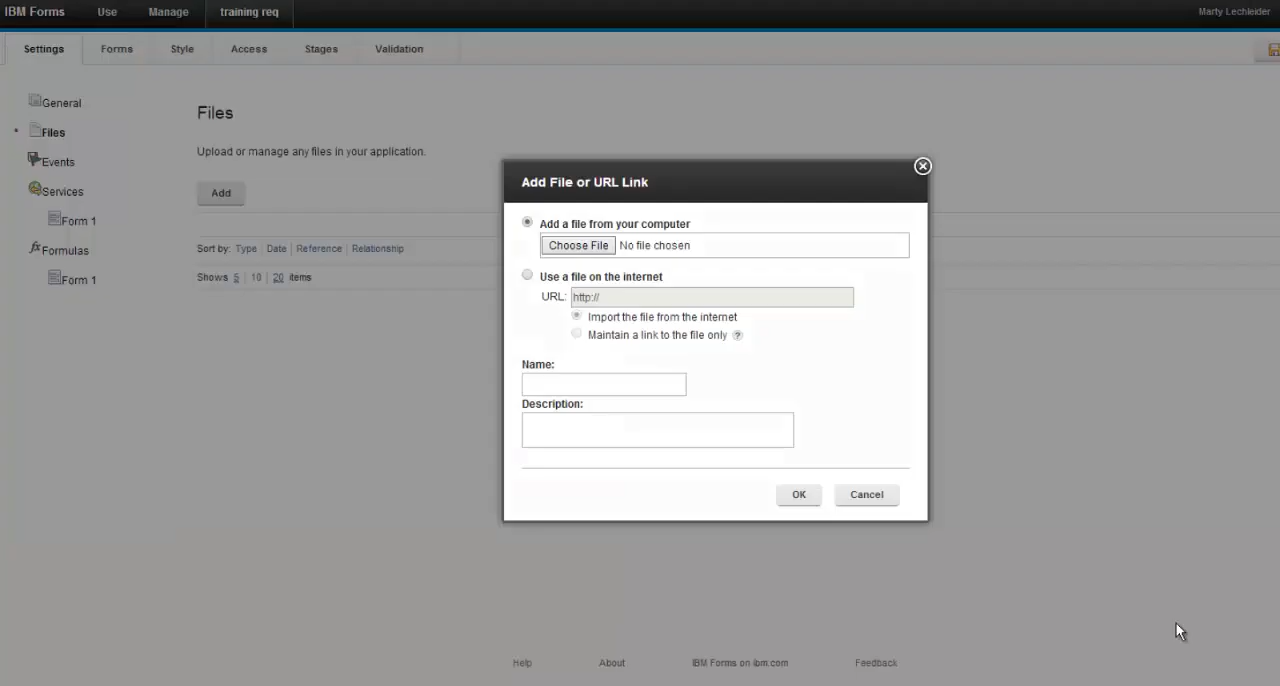 IBM Forms Use Manage training req Marty Lechleider
Settings Forms Style Access Stages Validation
General
Files
Events
Services
Form 1
Formulas
Form 1
Files
Upload or manage any files in your application.
Add
Sort by: Type | Date | Reference | Relationship
Shows 5 | 10 | 20 items
Add File or URL Link
Add a file from your computer
Choose File No file chosen
Use a file on the internet
URL: http://
Import the file from the internet
Maintain a link to the file only ?
Name:
Description:
OK Cancel
Help About IBM Forms on ibm.com Feedback